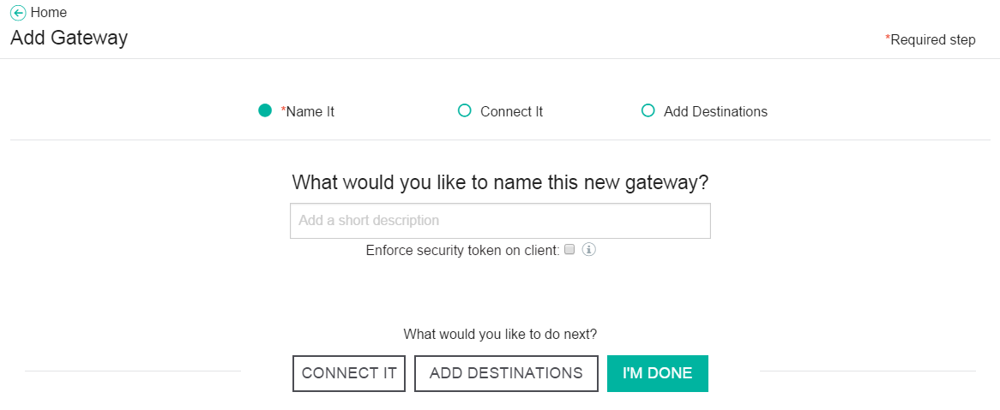 Home
Add Gateway
*Required step
*Name It
Connect It
Add Destinations
What would you like to name this new gateway?
Add a short description
Enforce security token on client:
What would you like to do next?
CONNECT IT
ADD DESTINATIONS
I'M DONE